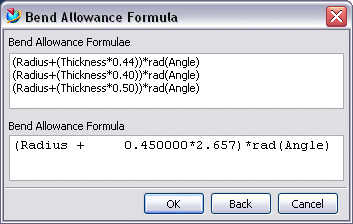 Bend Allowance Formula
Bend Allowance Formulae
(Radius+(Thickness*0.44))*rad(Angle)
(Radius+(Thickness*0.40))*rad(Angle)
(Radius+(Thickness*0.50))*rad(Angle)
Bend Allowance Formula
(Radius +    0.450000*2.657)*rad(Angle)
OK
Back
Cancel